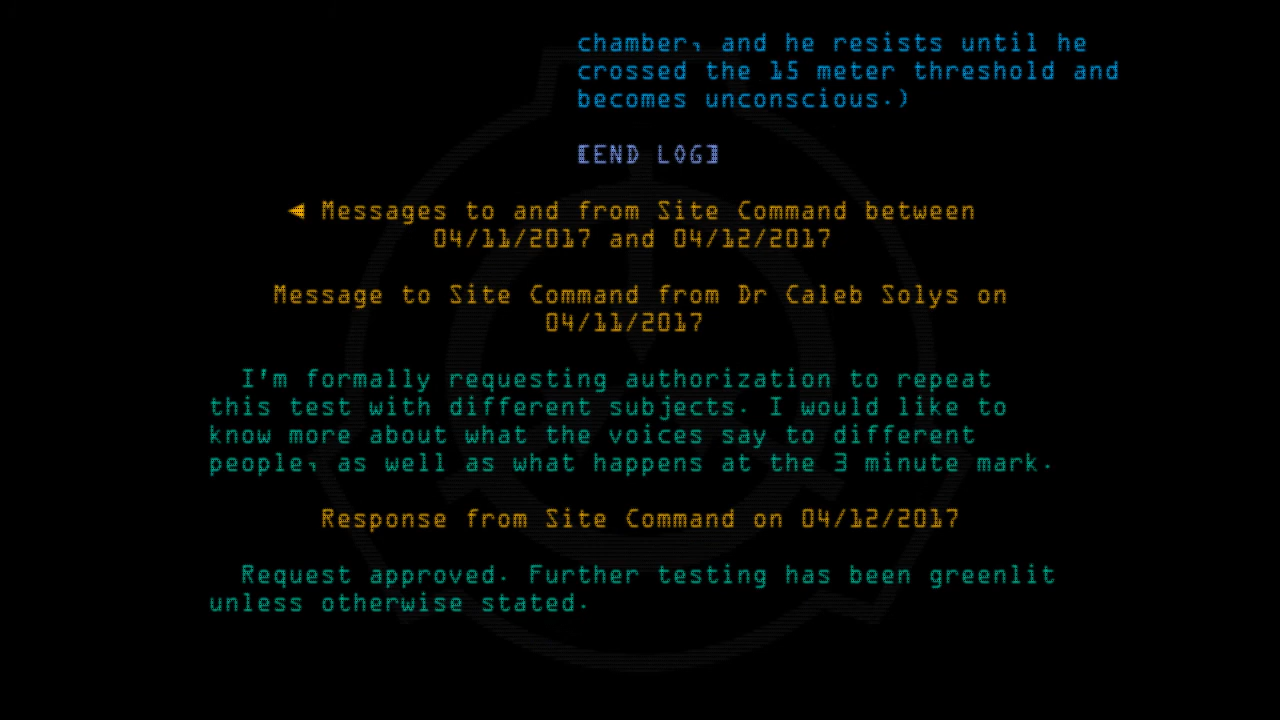 chamber, and he resists until he
crossed the 15 meter threshold and
becomes unconscious.)
[END LOG]
◄ Messages to and from Site Command between
04/11/2017 and 04/12/2017
Message to Site Command from Dr Caleb Solys on
04/11/2017
I'm formally requesting authorization to repeat
this test with different subjects. I would like to
know more about what the voices say to different
people, as well as what happens at the 3 minute mark.
Response from Site Command on 04/12/2017
Request approved. Further testing has been greenlit
unless otherwise stated.